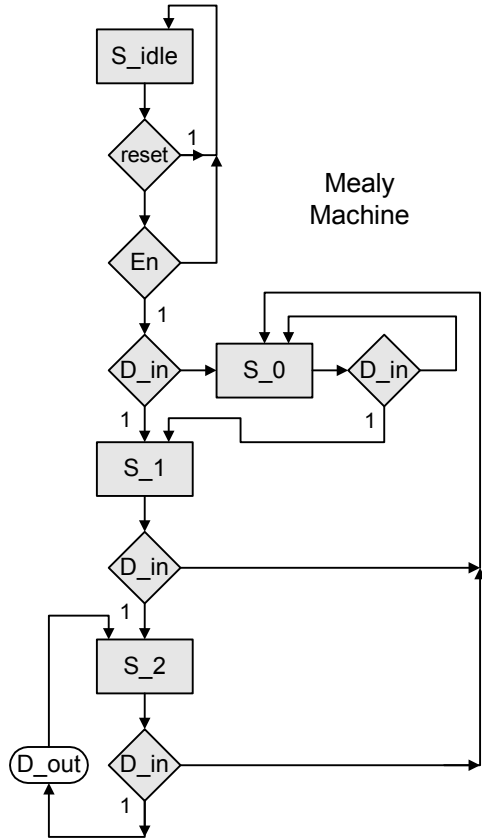 S_idle
reset
1
Mealy
Machine
En
1
D_in
S_0
D_in
1
1
S_1
D_in
1
S_2
D_out
D_in
1